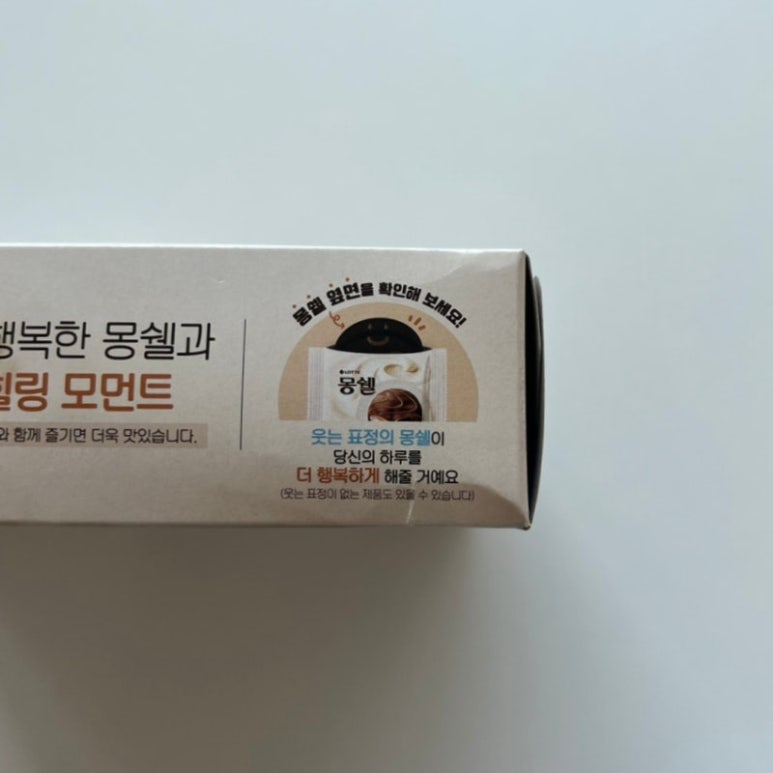 행복한 몽쉘과
힐링 모먼트
와 함께 즐기면 더욱 맛있습니다.
몽쉘 옆면을 확인해 보세요!
LOTTE
몽쉘
웃는 표정의 몽쉘이
당신의 하루를
더 행복하게 해줄 거예요
(웃는 표정이 없는 제품도 있을 수 있습니다)